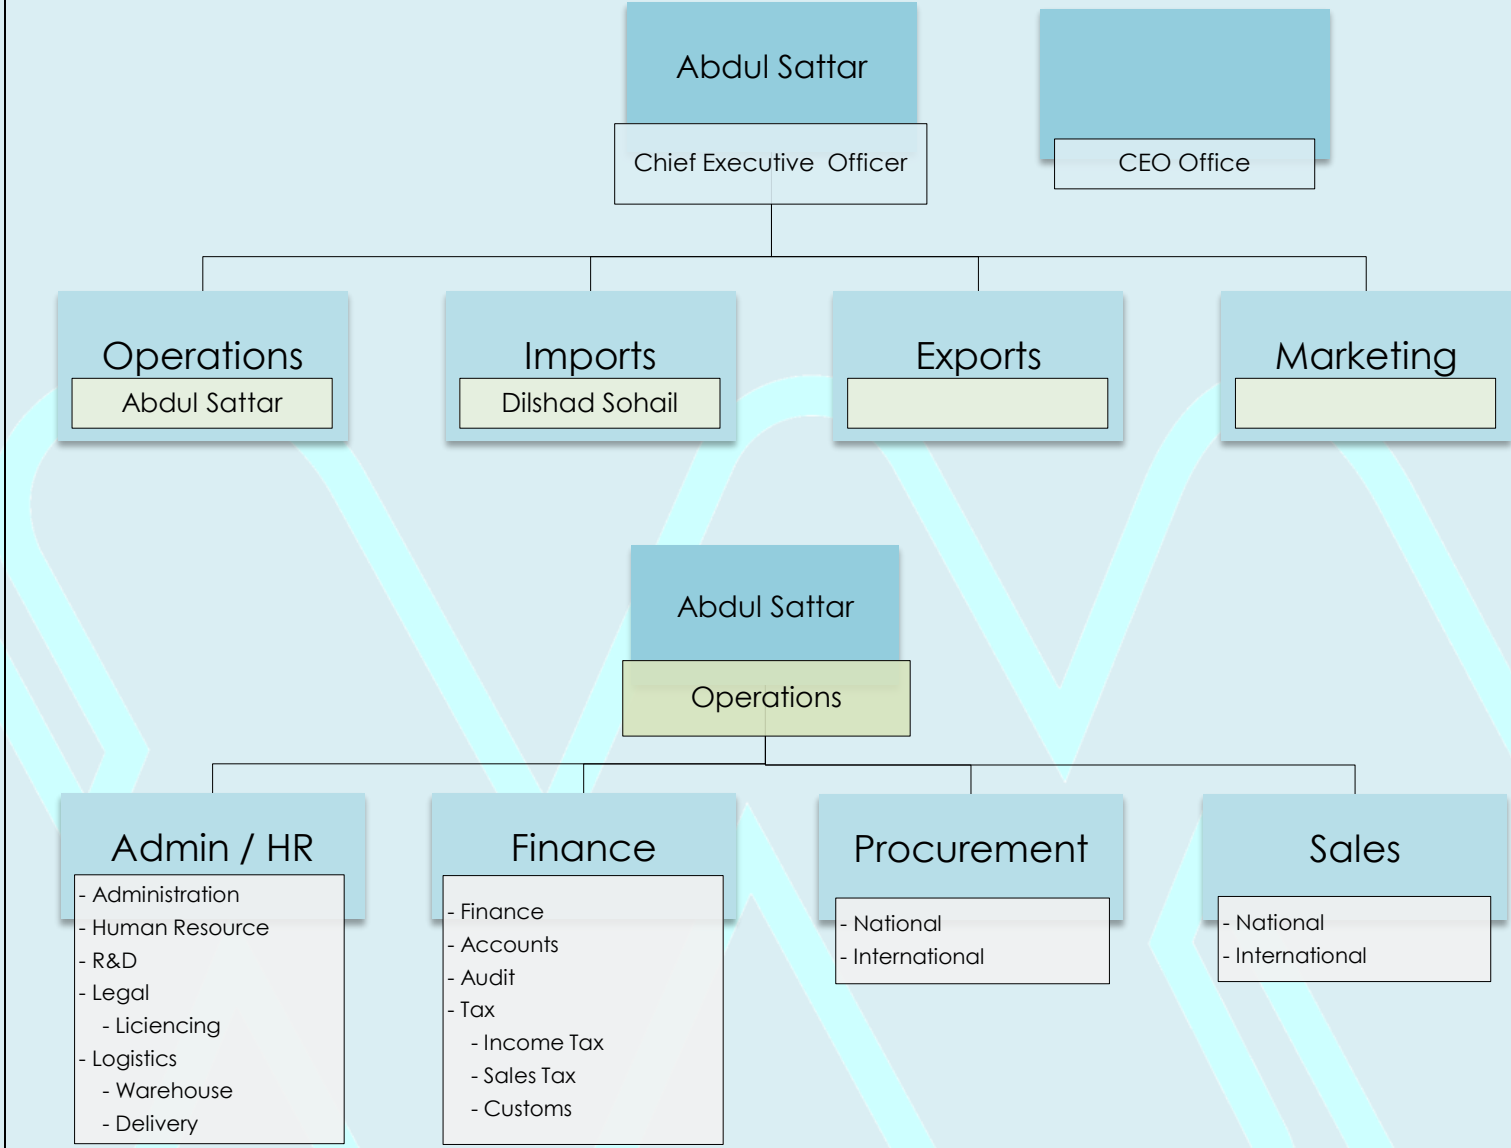 Abdul Sattar
Chief Executive Officer
CEO Office
Operations
Abdul Sattar
Imports
Dilshad Sohail
Exports
Marketing
Abdul Sattar
Operations
Admin / HR
- Administration
- Human Resource
- R&D
- Legal
- Liciencing
- Logistics
- Warehouse
- Delivery
Finance
- Finance
- Accounts
- Audit
- Tax
- Income Tax
- Sales Tax
- Customs
Procurement
- National
- International
Sales
- National
- International